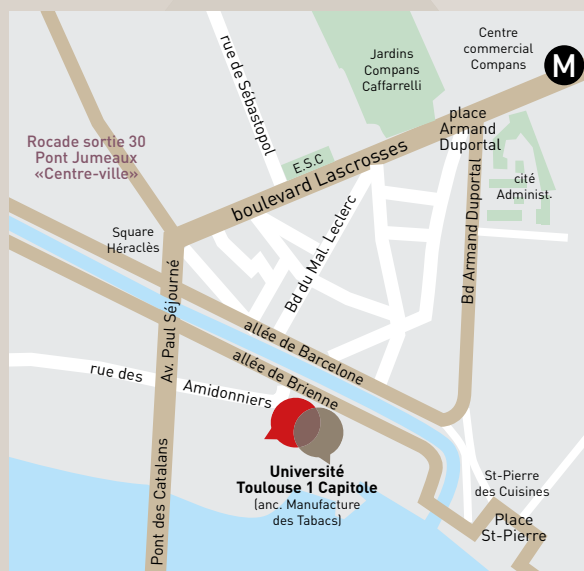 Centre
commercial
Compans
M
Jardins
Compans
Caffarrelli
rue de Sébastopol
place
Armand
Duportal
Rocade sortie 30
Pont Jumeaux
«Centre-ville»
E.S.C
boulevard Lascrosses
cité
Administ.
Square
Héraclès
Bd du Mal. Leclerc
Bd Armand Duportal
Av. Paul Séjourné
allée de Barcelone
allée de Brienne
rue des Amidonniers
Université
Toulouse 1 Capitole
(anc. Manufacture
des Tabacs)
St-Pierre
des Cuisines
Pont des Catalans
Place
St-Pierre